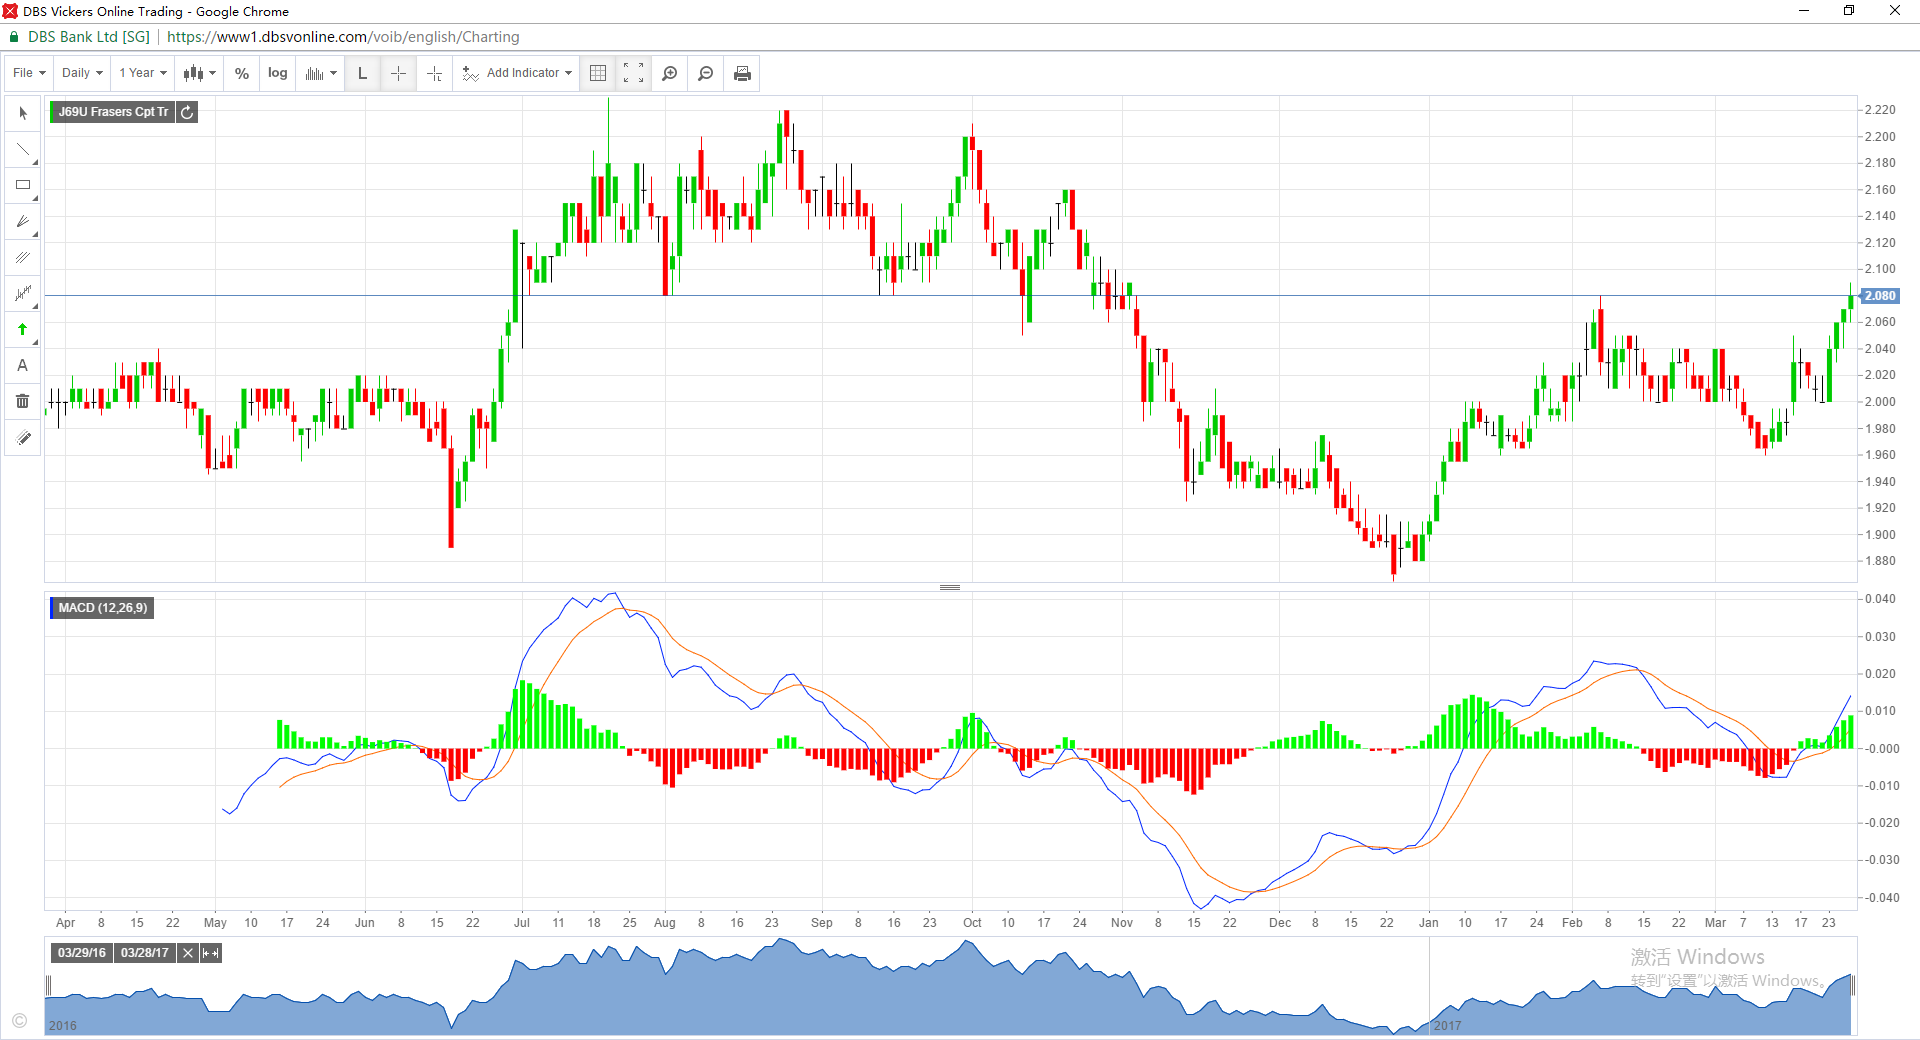 DBS Vickers Online Trading - Google Chrome
DBS Bank Ltd [SG] | https://www1.dbsvonline.com/voib/english/Charting
File Daily 1 Year % log L Add Indicator
J69U Frasers Cpt Tr
A
2.220
2.200
2.180
2.160
2.140
2.120
2.100
2.080
2.060
2.040
2.020
2.000
1.980
1.960
1.940
1.920
1.900
1.880
MACD (12,26,9)
0.040
0.030
0.020
0.010
-0.000
-0.010
-0.020
-0.030
-0.040
Apr 8 15 22 May 10 17 24 Jun 8 15 22 Jul 11 18 25 Aug 8 16 23 Sep 8 16 23 Oct 10 17 24 Nov 8 15 22 Dec 8 15 22 Jan 10 17 24 Feb 8 15 22 Mar 7 13 17 23
03/29/16 03/28/17
激活 Windows
转到“设置”以激活 Windows。
© 2016 2017